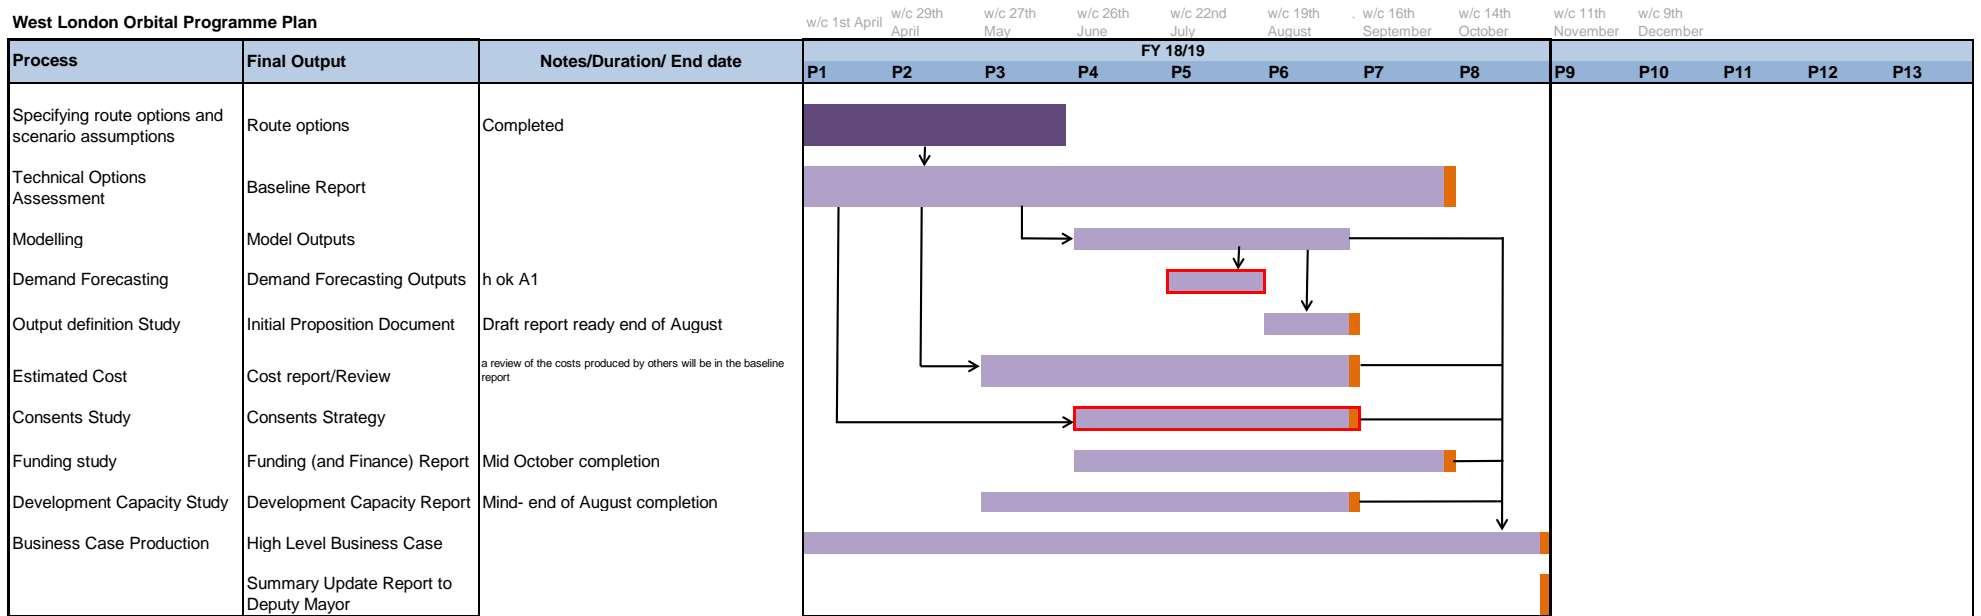 West London Orbital Programme Plan
w/c 1st April
w/c 29th
April
w/c 27th
May
w/c 26th
June
w/c 22nd
July
w/c 19th
August
、 w/c 16th
September
w/c 14th
October
w/c 11th
November
w/c 9th
December
Process
Final Output
Notes/Duration/ End date
FY 18/19
P1 P2 P3 P4 P5 P6 P7 P8 P9 P10 P11 P12 P13
Specifying route options and
scenario assumptions
Route options
Completed
Technical Options
Assessment
Baseline Report
Modelling
Model Outputs
Demand Forecasting
Demand Forecasting Outputs
h ok A1
Output definition Study
Initial Proposition Document
Draft report ready end of August
Estimated Cost
Cost report/Review
a review of the costs produced by others will be in the baseline
report
Consents Study
Consents Strategy
Funding study
Funding (and Finance) Report
Mid October completion
Development Capacity Study
Development Capacity Report
Mind- end of August completion
Business Case Production
High Level Business Case
Summary Update Report to
Deputy Mayor